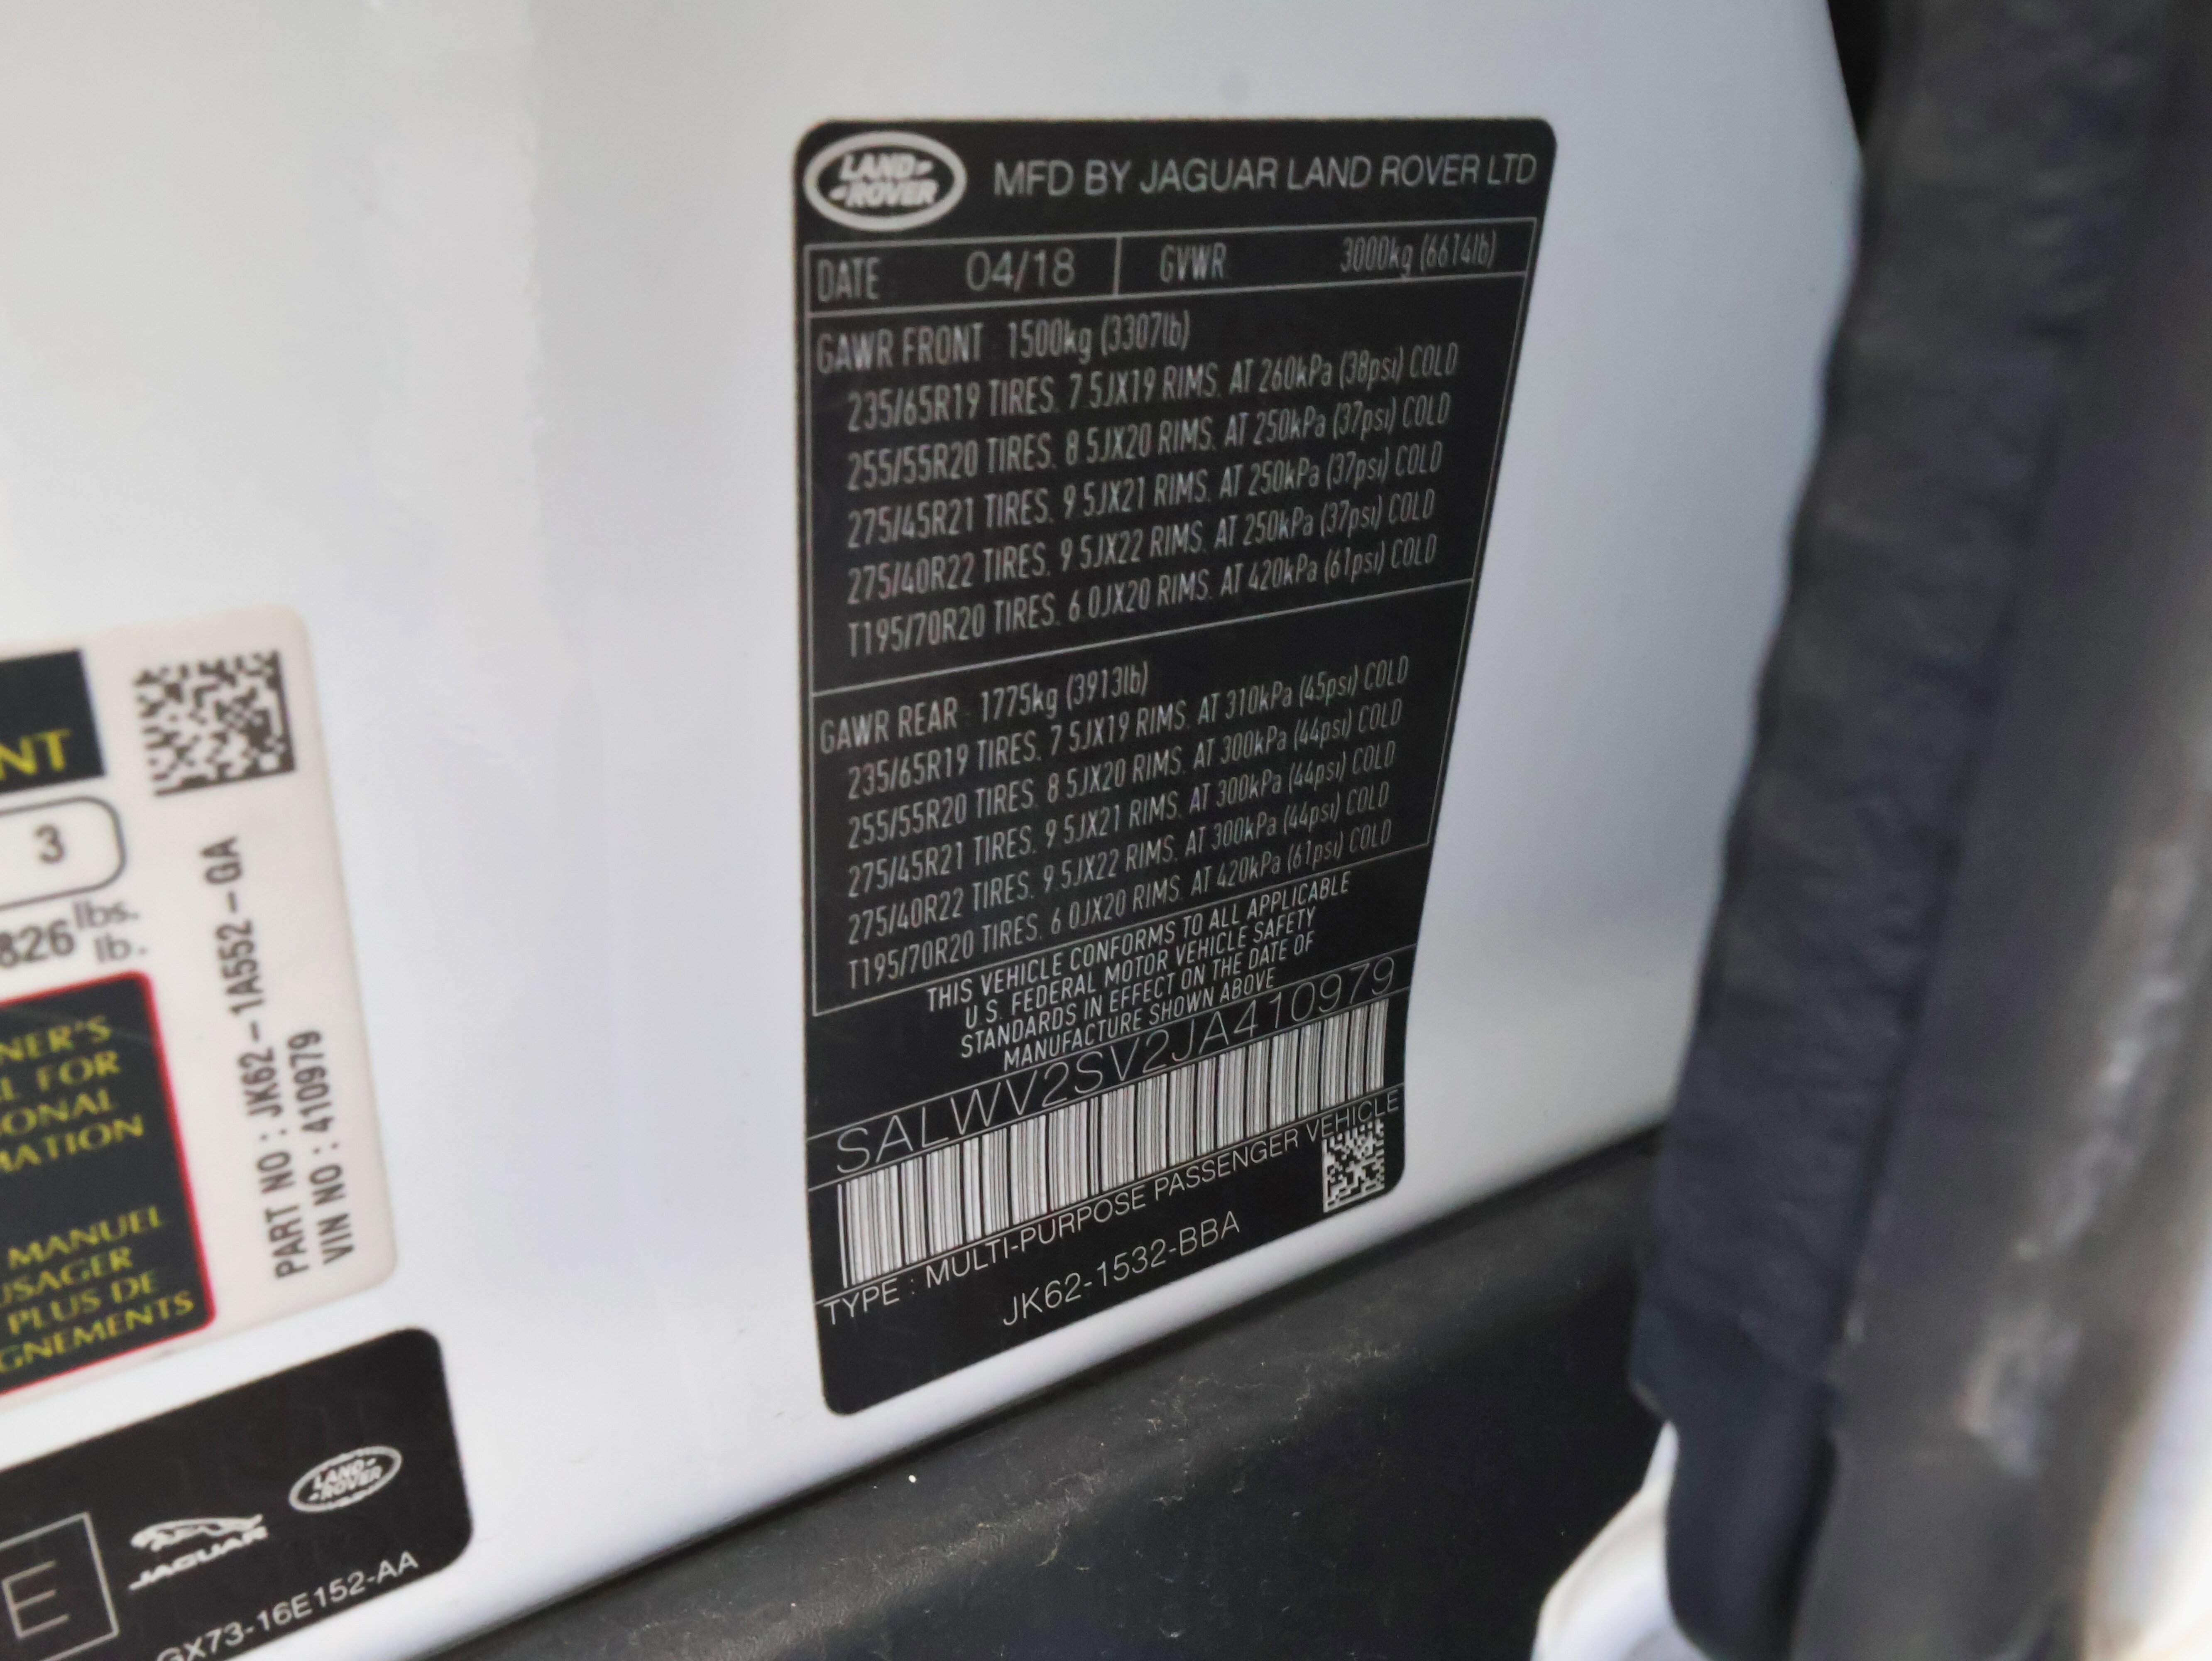 LAND ROVER
MFD BY JAGUAR LAND ROVER LTD
DATE 04/18 GVWR 3000kg (6614lb)
GAWR FRONT 1500kg (3307lb)
235/65R19 TIRES. 7 5JX19 RIMS. AT 260kPa (38psi) COLD
255/55R20 TIRES. 8 5JX20 RIMS. AT 250kPa (37psi) COLD
275/45R21 TIRES. 9 5JX21 RIMS. AT 250kPa (37psi) COLD
275/40R22 TIRES. 9 5JX22 RIMS. AT 250kPa (37psi) COLD
T195/70R20 TIRES. 6 0JX20 RIMS. AT 420kPa (61psi) COLD
GAWR REAR 1775kg (3913lb)
235/65R19 TIRES. 7 5JX19 RIMS. AT 310kPa (45psi) COLD
255/55R20 TIRES. 8 5JX20 RIMS. AT 300kPa (44psi) COLD
275/45R21 TIRES. 9 5JX21 RIMS. AT 300kPa (44psi) COLD
275/40R22 TIRES. 9.5JX22 RIMS. AT 300kPa (44psi) COLD
T195/70R20 TIRES. 6 0JX20 RIMS. AT 420kPa (61psi) COLD
THIS VEHICLE CONFORMS TO ALL APPLICABLE
U.S. FEDERAL MOTOR VEHICLE SAFETY
STANDARDS IN EFFECT ON THE DATE OF
MANUFACTURE SHOWN ABOVE
SALWV2SV2JA410979
TYPE : MULTI-PURPOSE PASSENGER VEHICLE
JK62-1532-BBA
NT
3
826 lbs.
lb.
NER'S
L FOR
ONAL
MATION
MANUEL
USAGER
PLUS DE
GNEMENTS
PART NO : JK62-1A552-GA
VIN NO : 410979
E
JAGUAR
LAND ROVER
GX73-16E152-AA